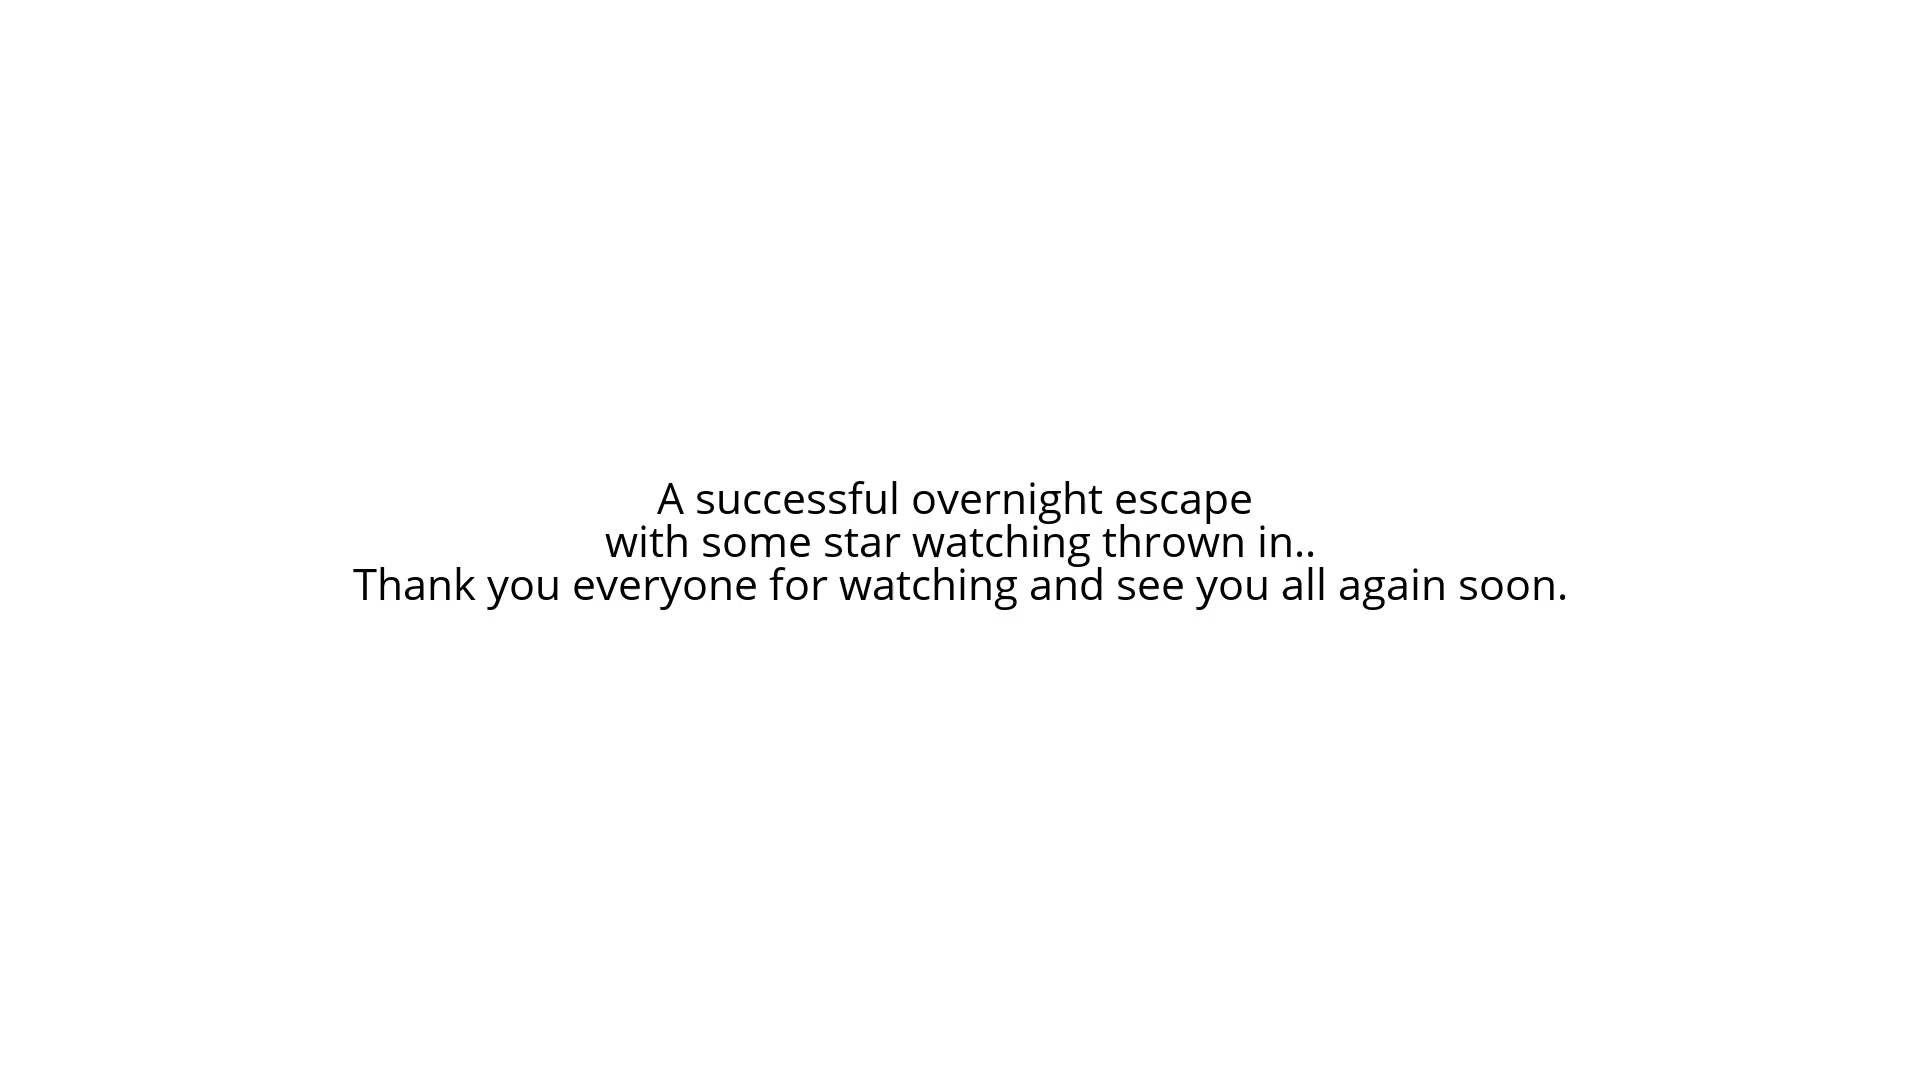 A successful overnight escape
with some star watching thrown in..
Thank you everyone for watching and see you all again soon.